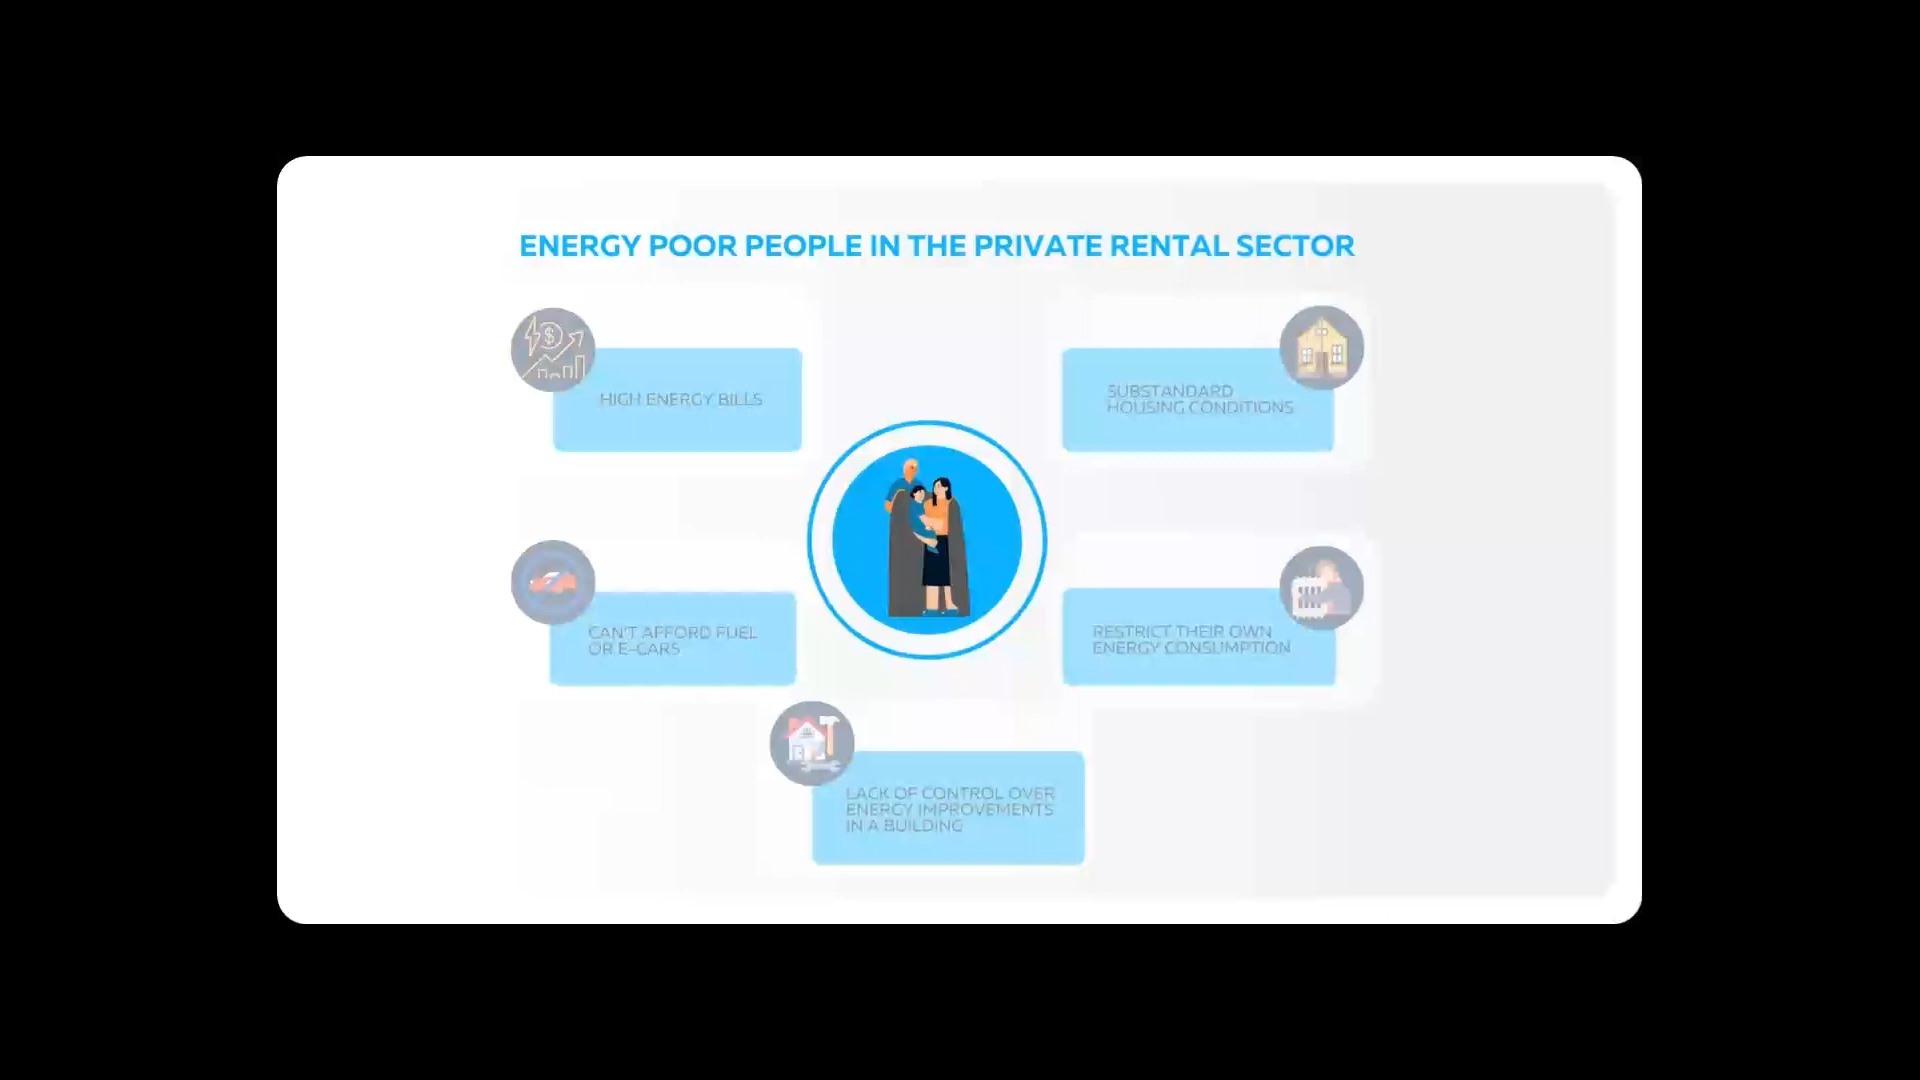 ENERGY POOR PEOPLE IN THE PRIVATE RENTAL SECTOR
HIGH ENERGY BILLS
SUBSTANDARD
HOUSING CONDITIONS
CAN'T AFFORD FUEL
OR E-CARS
RESTRICT THEIR OWN
ENERGY CONSUMPTION
LACK OF CONTROL OVER
ENERGY IMPROVEMENTS
IN A BUILDING